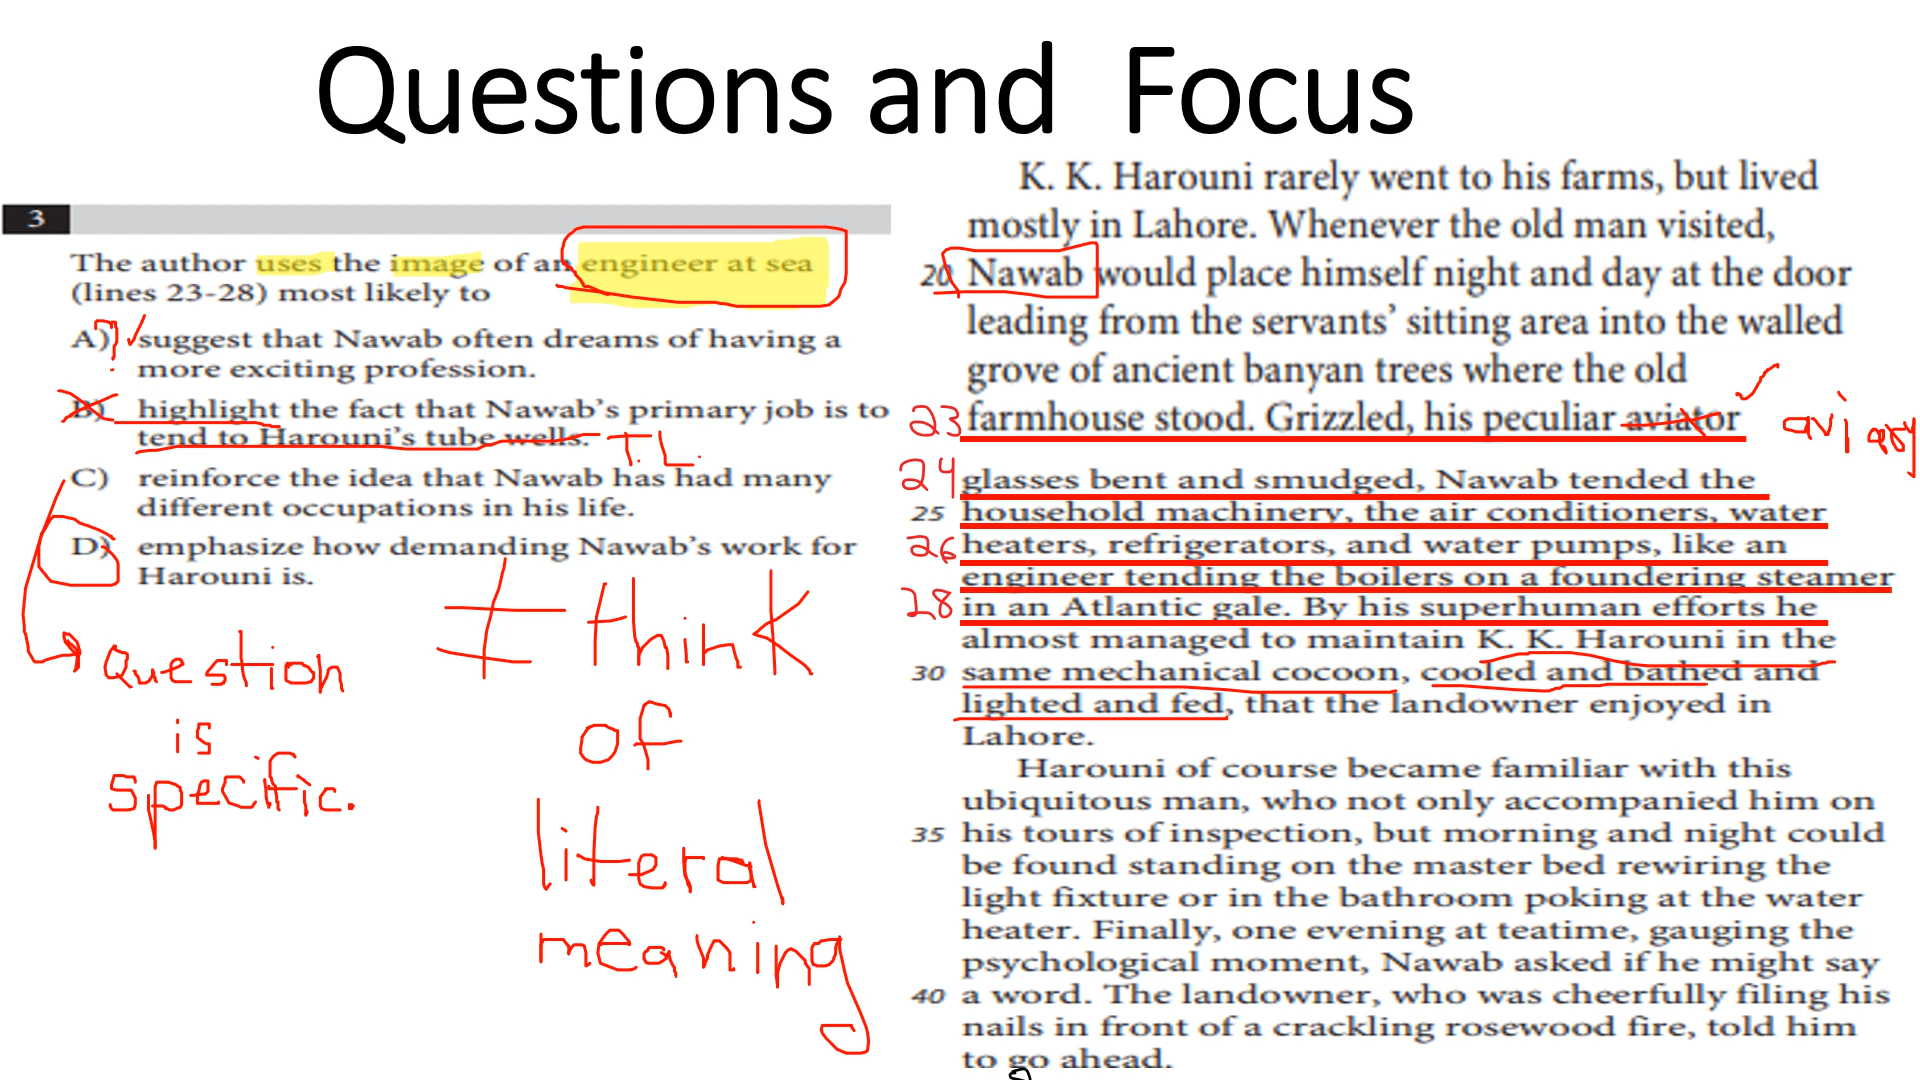 Questions and Focus
3
The author uses the image of an engineer at sea
(lines 23-28) most likely to
A) suggest that Nawab often dreams of having a
more exciting profession.
B) highlight the fact that Nawab's primary job is to
tend to Harouni's tube wells.
T.L.
C) reinforce the idea that Nawab has had many
different occupations in his life.
D) emphasize how demanding Nawab's work for
Harouni is.
Question
is
specific.
≠ think
of
literal
meaning
K. K. Harouni rarely went to his farms, but lived
mostly in Lahore. Whenever the old man visited,
20 Nawab would place himself night and day at the door
leading from the servants' sitting area into the walled
grove of ancient banyan trees where the old
23 farmhouse stood. Grizzled, his peculiar aviator
aviary
24 glasses bent and smudged, Nawab tended the
25 household machinery, the air conditioners, water
26 heaters, refrigerators, and water pumps, like an
engineer tending the boilers on a foundering steamer
28 in an Atlantic gale. By his superhuman efforts he
almost managed to maintain K. K. Harouni in the
30 same mechanical cocoon, cooled and bathed and
lighted and fed, that the landowner enjoyed in
Lahore.
Harouni of course became familiar with this
ubiquitous man, who not only accompanied him on
35 his tours of inspection, but morning and night could
be found standing on the master bed rewiring the
light fixture or in the bathroom poking at the water
heater. Finally, one evening at teatime, gauging the
psychological moment, Nawab asked if he might say
40 a word. The landowner, who was cheerfully filing his
nails in front of a crackling rosewood fire, told him
to go ahead.